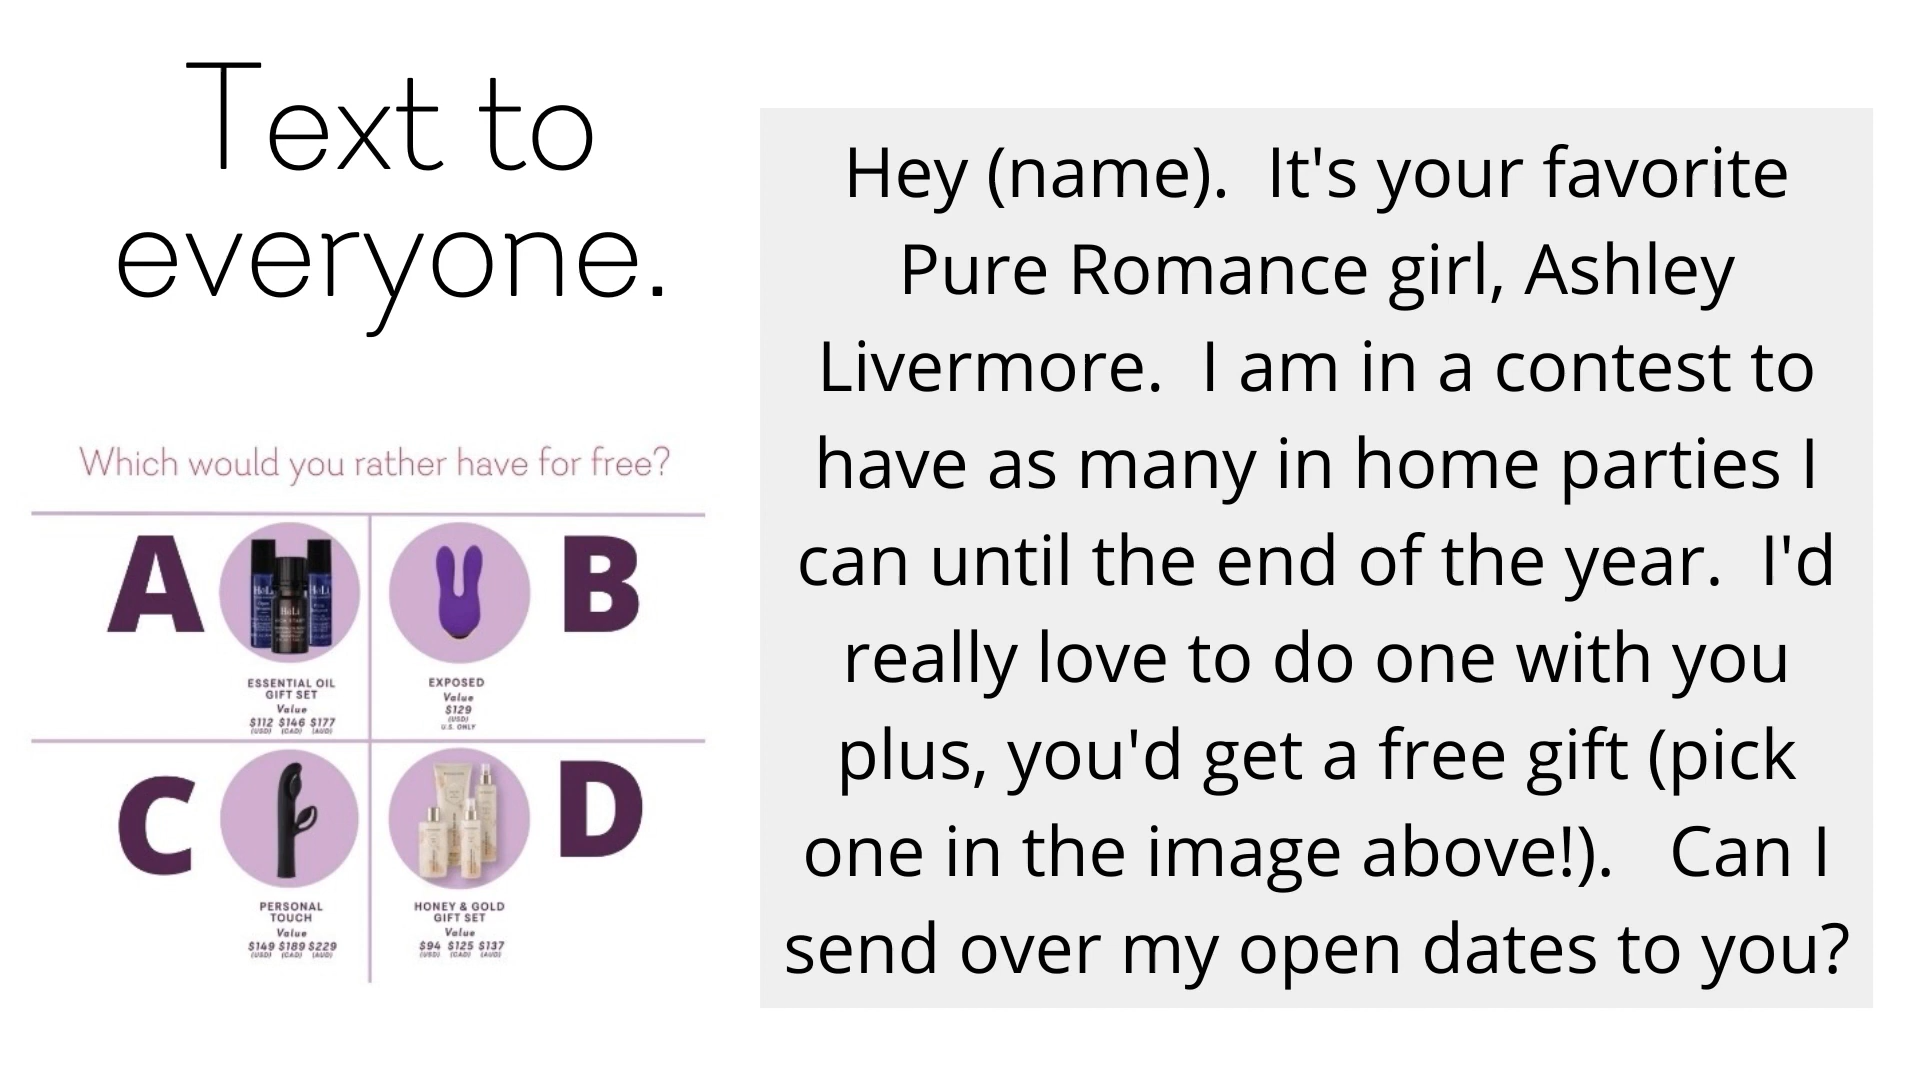 Text to
everyone.
Which would you rather have for free?
A
HeLi
HeLi
HeLi
ESSENTIAL OIL
GIFT SET
Value
$112 $146 $177
(USD) (CAD) (AUD)
B
EXPOSED
Value
$129
(USD)
U.S. ONLY
C
PERSONAL
TOUCH
Value
$149 $189 $229
(USD) (CAD) (AUD)
D
HONEY & GOLD
GIFT SET
Value
$94 $125 $137
(USD) (CAD) (AUD)
Hey (name).  It's your favorite
Pure Romance girl, Ashley
Livermore.  I am in a contest to
have as many in home parties I
can until the end of the year.  I'd
really love to do one with you
plus, you'd get a free gift (pick
one in the image above!).   Can I
send over my open dates to you?